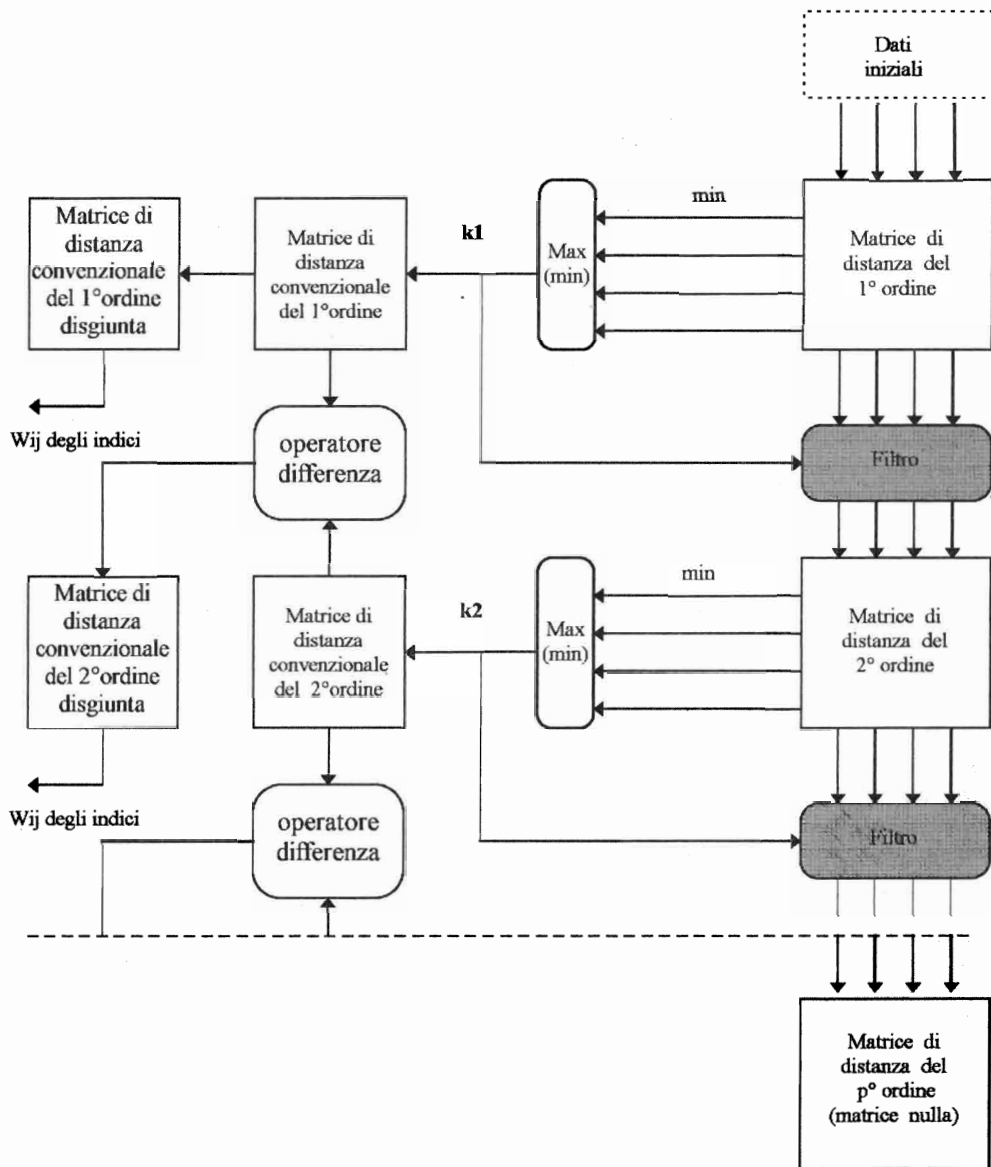 Dati
iniziali
min
Matrice di
distanza del
1° ordine
Max
(min)
k1
Matrice di
distanza
convenzionale
del 1°ordine
Matrice di
distanza
convenzionale
del 1°ordine
disgiunta
Wij degli indici
operatore
differenza
Filtro
min
Matrice di
distanza del
2° ordine
Max
(min)
k2
Matrice di
distanza
convenzionale
del 2°ordine
Matrice di
distanza
convenzionale
del 2°ordine
disgiunta
Wij degli indici
operatore
differenza
Filtro
Matrice di
distanza del
p° ordine
(matrice nulla)